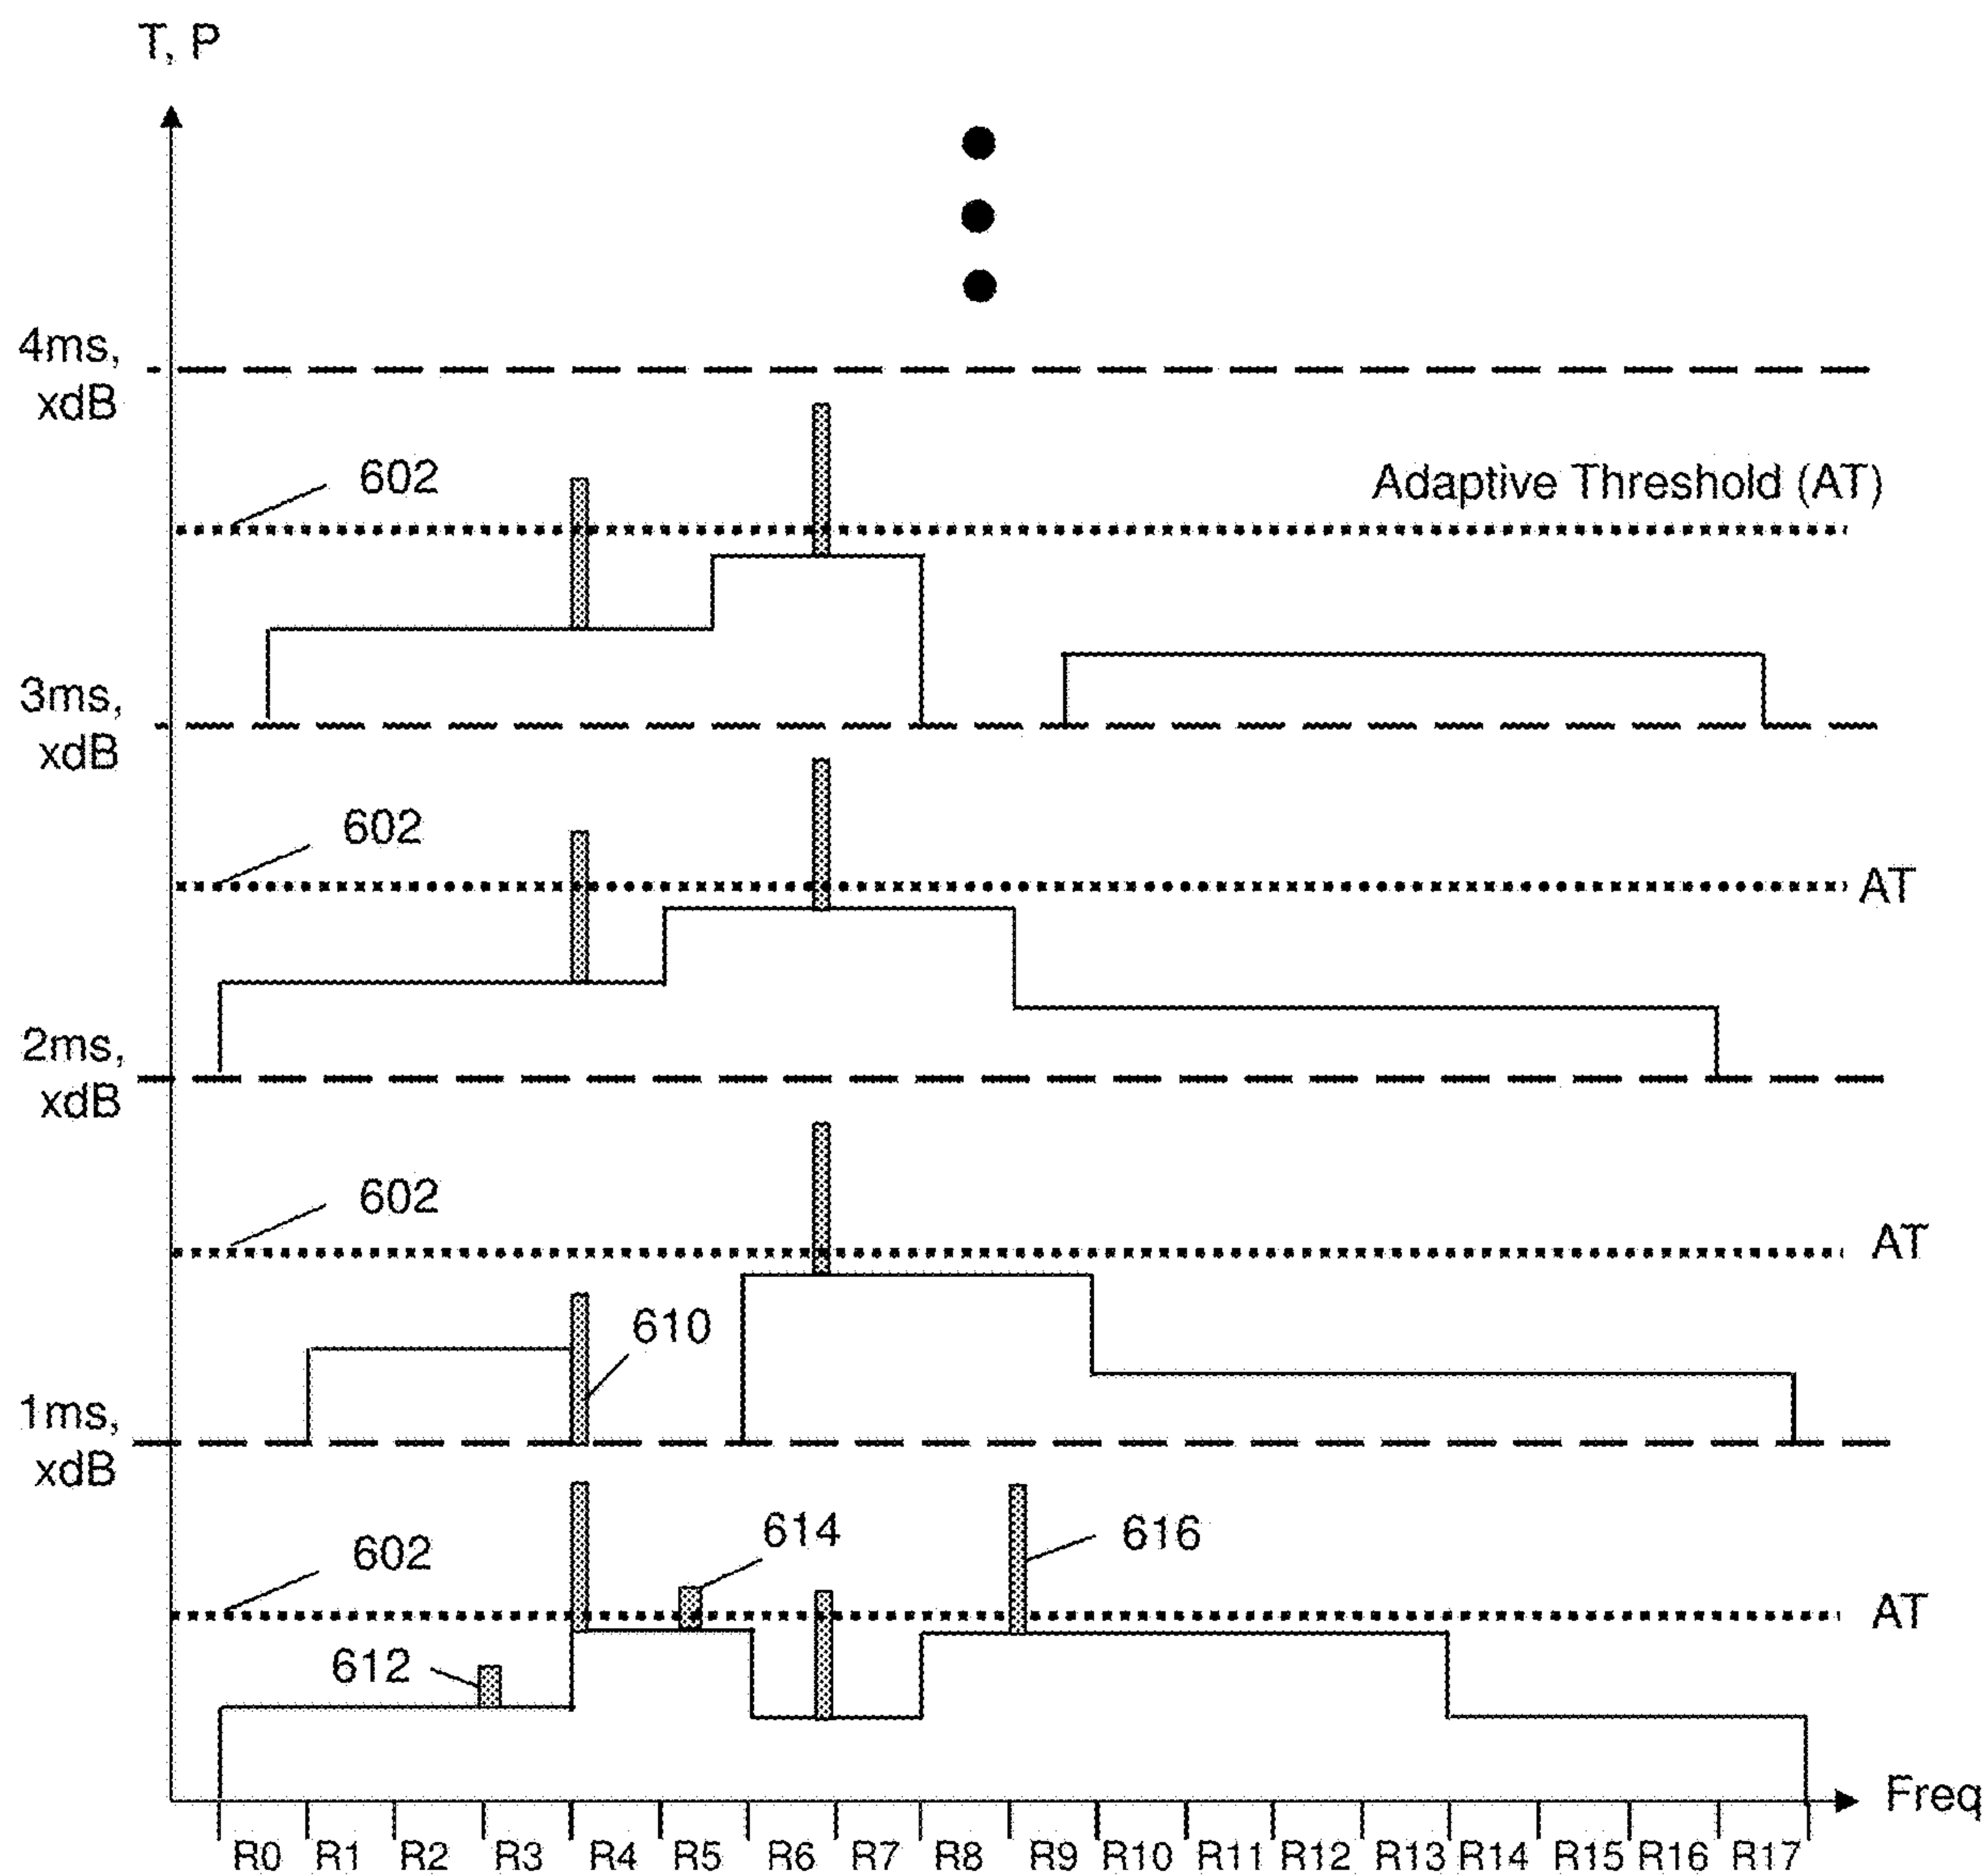 T, P
4ms,
xdB
602
Adaptive Threshold (AT)
3ms,
xdB
602
AT
2ms,
xdB
602
AT
610
1ms,
xdB
614
616
602
AT
612
Freq
R0 R1 R2 R3 R4 R5 R6 R7 R8 R9 R10 R11 R12 R13 R14 R15 R16 R17